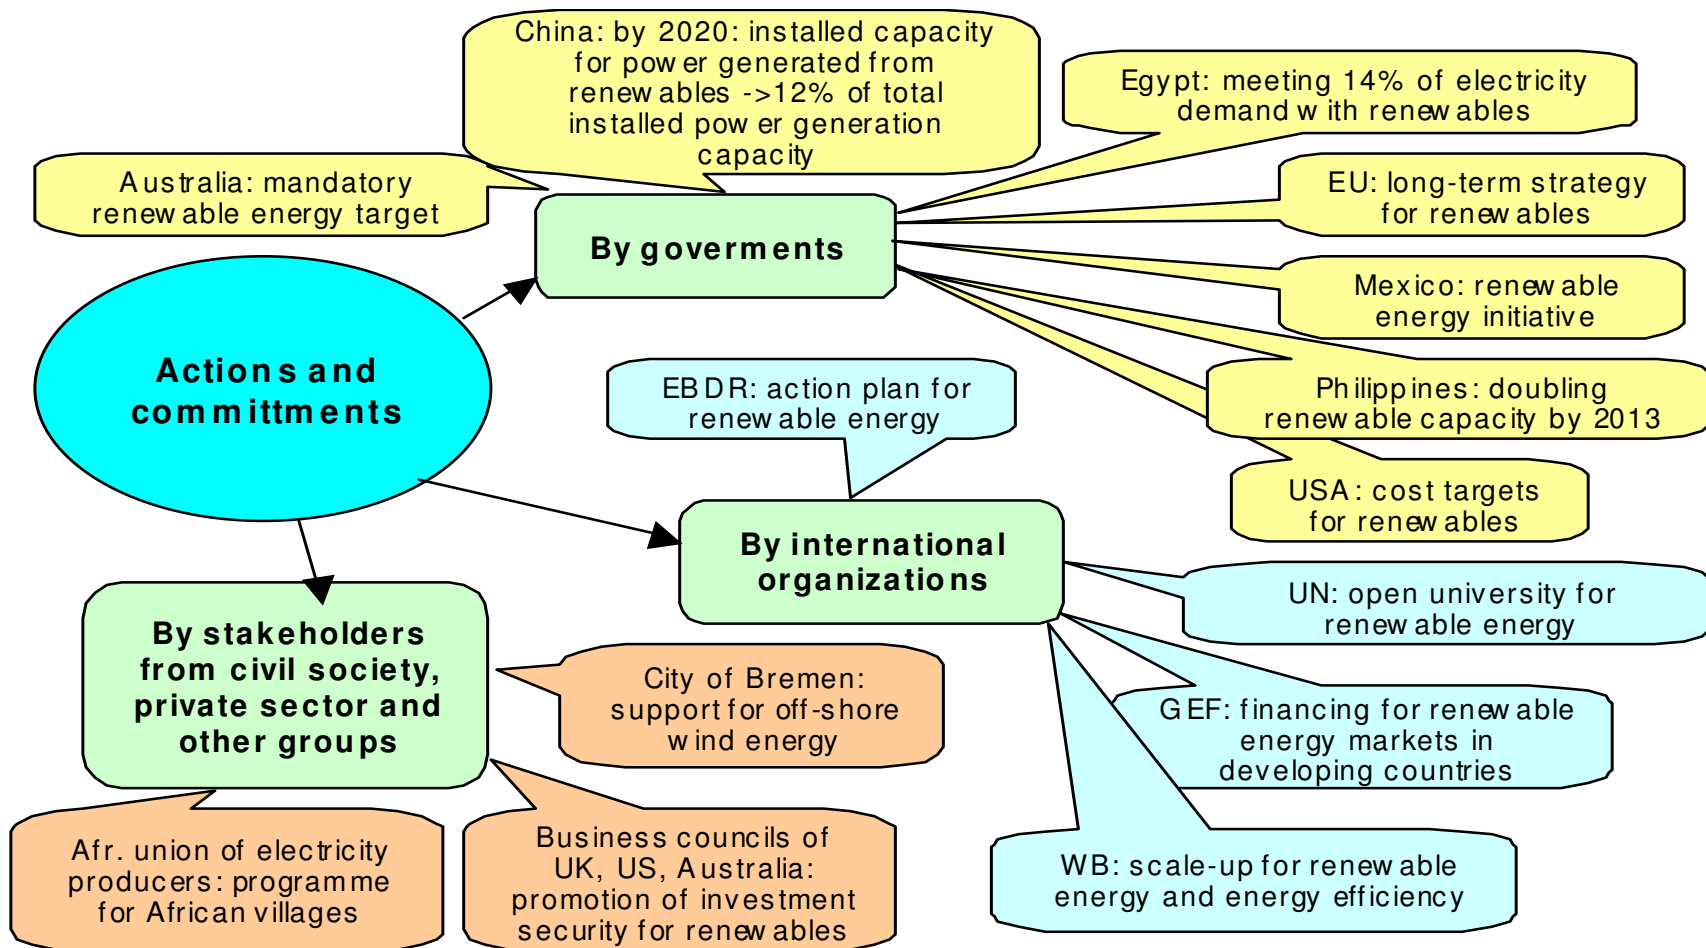 China: by 2020: installed capacity
for power generated from
renewables ->12% of total
installed power generation
capacity
Egypt: meeting 14% of electricity
demand with renewables
Australia: mandatory
renewable energy target
EU: long-term strategy
for renewables
By goverments
Mexico: renewable
energy initiative
Actions and
committments
EBDR: action plan for
renewable energy
Philippines: doubling
renewable capacity by 2013
USA: cost targets
for renewables
By international
organizations
UN: open university for
renewable energy
By stakeholders
from civil society,
private sector and
other groups
City of Bremen:
support for off-shore
wind energy
GEF: financing for renewable
energy markets in
developing countries
Afr. union of electricity
producers: programme
for African villages
Business councils of
UK, US, Australia:
promotion of investment
security for renewables
WB: scale-up for renewable
energy and energy efficiency